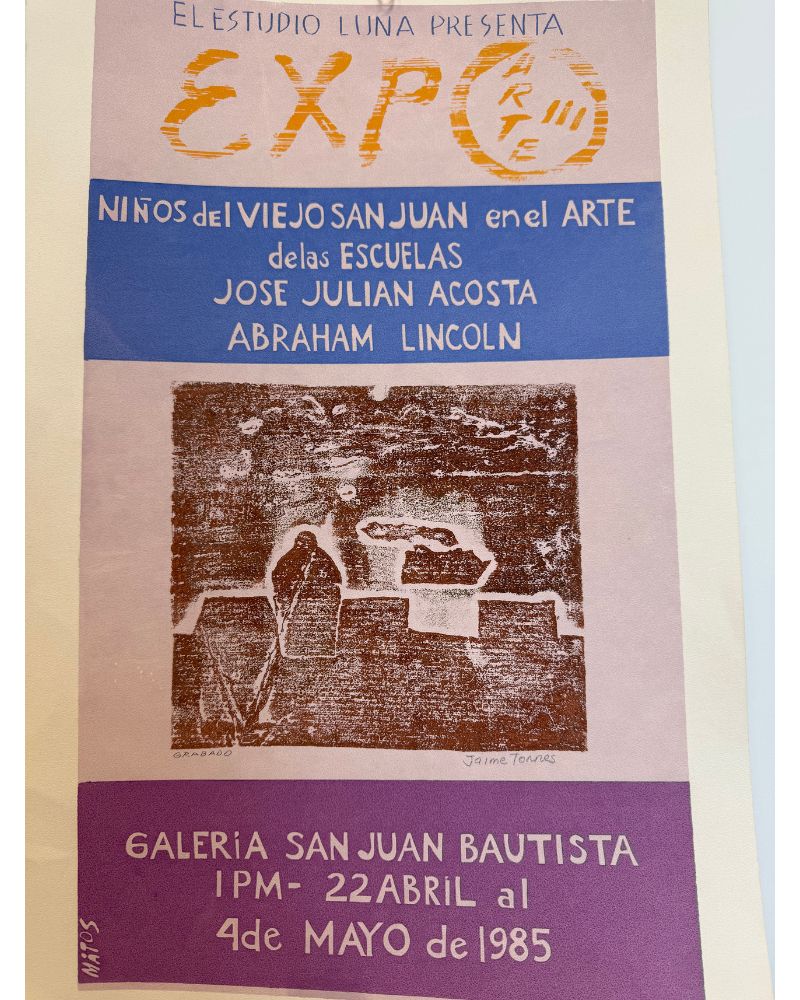 EL ESTUDIO LUNA PRESENTA
EXPO
ARTE III
NIÑOS del VIEJO SAN JUAN en el ARTE
de las ESCUELAS
JOSE JULIAN ACOSTA
ABRAHAM LINCOLN
GRABADO
Jaime Torres
GALERÍA SAN JUAN BAUTISTA
1PM- 22 ABRIL al
4 de MAYO de 1985
MATOS